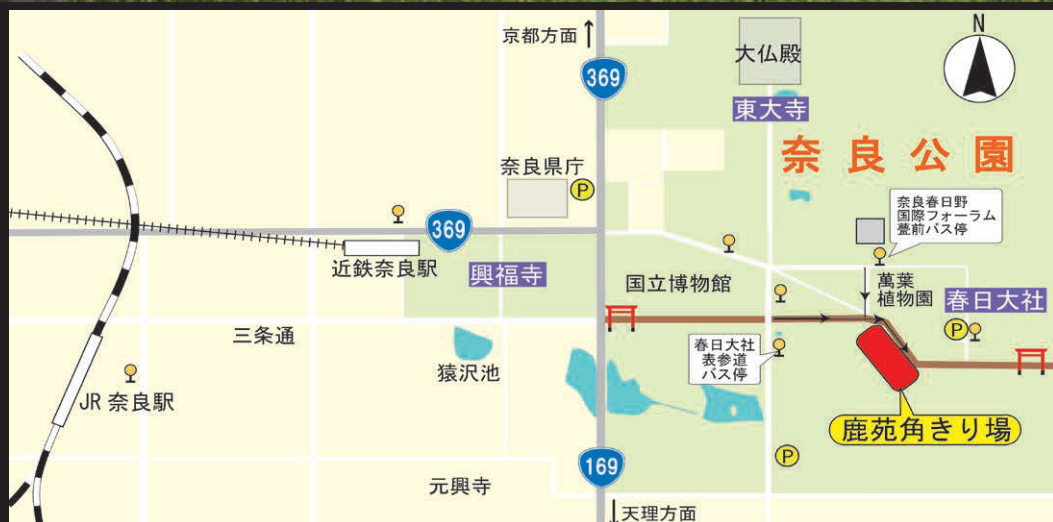 京都方面
369
大仏殿
N
東大寺
奈良公園
奈良県庁
P
奈良春日野
国際フォーラム
甍前バス停
369
近鉄奈良駅
興福寺
国立博物館
萬葉
植物園
春日大社
P
三条通
猿沢池
春日大社
表参道
バス停
JR 奈良駅
鹿苑角きり場
P
169
元興寺
天理方面